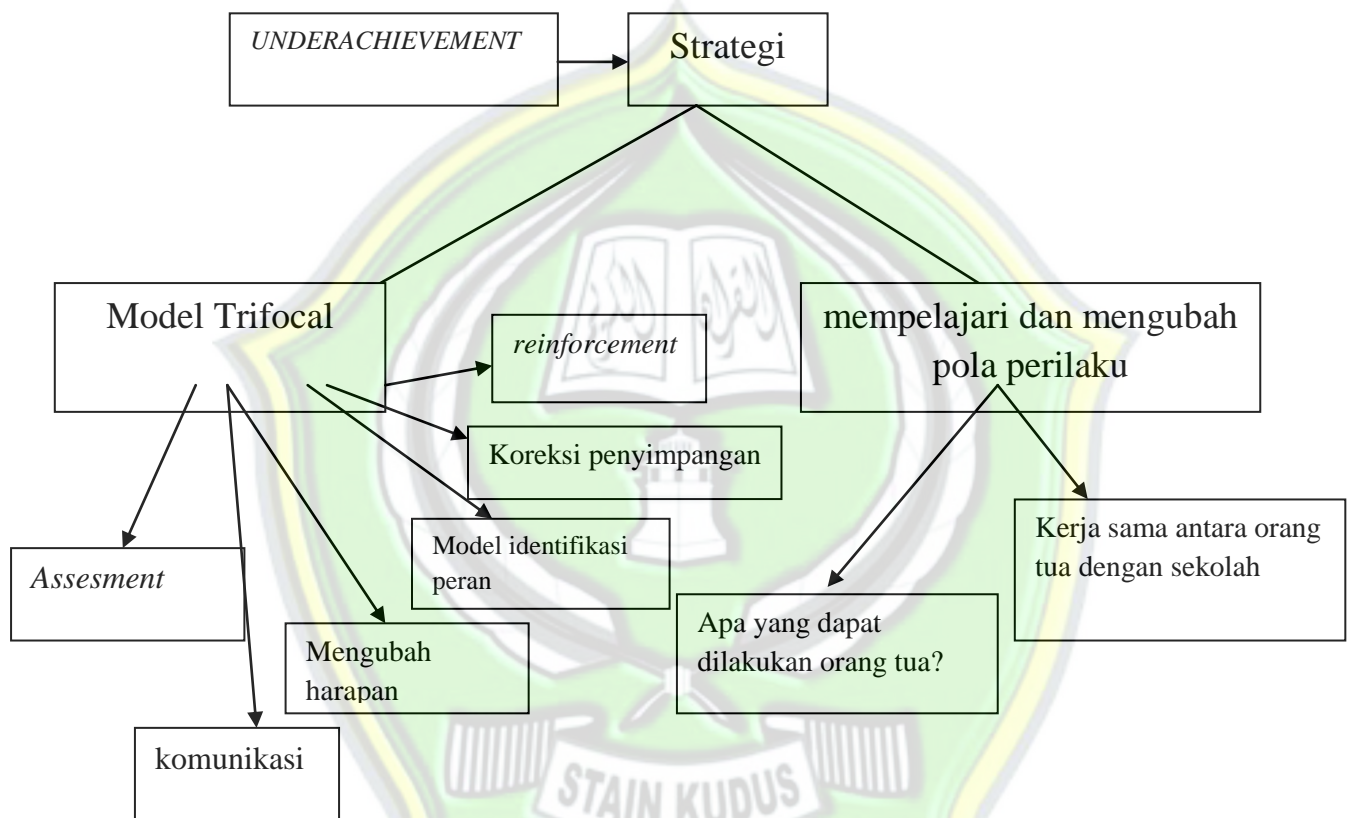 UNDERACHIEVEMENT
Strategi
Model Trifocal
mempelajari dan mengubah
pola perilaku
reinforcement
Koreksi penyimpangan
Model identifikasi
peran
Kerja sama antara orang
tua dengan sekolah
Assesment
Apa yang dapat
dilakukan orang tua?
Mengubah
harapan
komunikasi
STAIN KUDUS